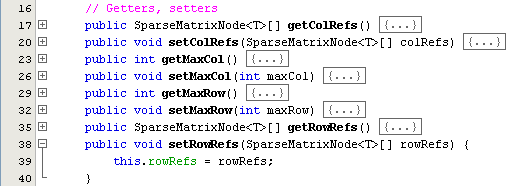 16 // Getters, setters
17 public SparseMatrixNode<T>[] getColRefs() {...}
20 public void setColRefs(SparseMatrixNode<T>[] colRefs) {...}
23 public int getMaxCol() {...}
26 public void setMaxCol(int maxCol) {...}
29 public int getMaxRow() {...}
32 public void setMaxRow(int maxRow) {...}
35 public SparseMatrixNode<T>[] getRowRefs() {...}
38 public void setRowRefs(SparseMatrixNode<T>[] rowRefs) {
39 this.rowRefs = rowRefs;
40 }